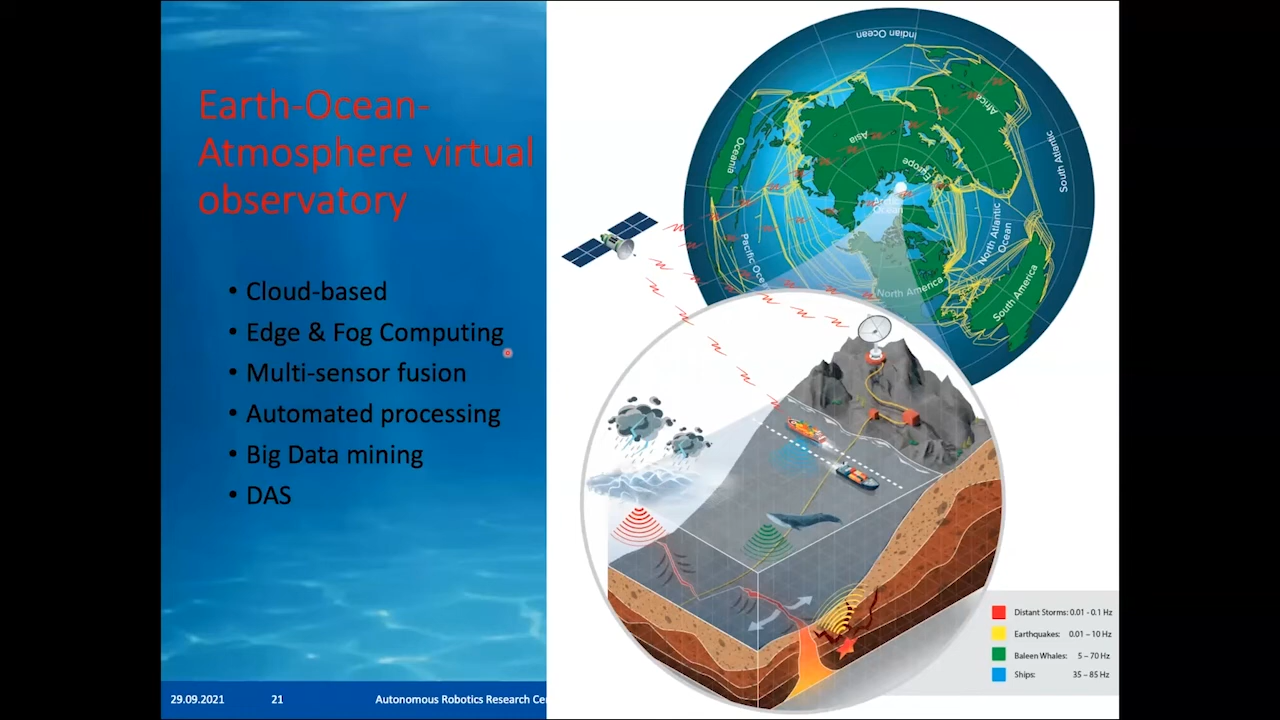 Earth-Ocean-
Atmosphere virtual
observatory
• Cloud-based
• Edge & Fog Computing
• Multi-sensor fusion
• Automated processing
• Big Data mining
• DAS
29.09.2021
21
Autonomous Robotics Research Ce
Indian Ocean
Africa
Asia
Oceania
Europe
South Atlantic
Arctic
Ocean
North Atlantic
Ocean
Pacific Oce
North America
South America
Distant Storms: 0.01 - 0.1 Hz
Earthquakes: 0.01 – 10 Hz
Baleen Whales: 5 – 70 Hz
Ships: 35 – 85 Hz